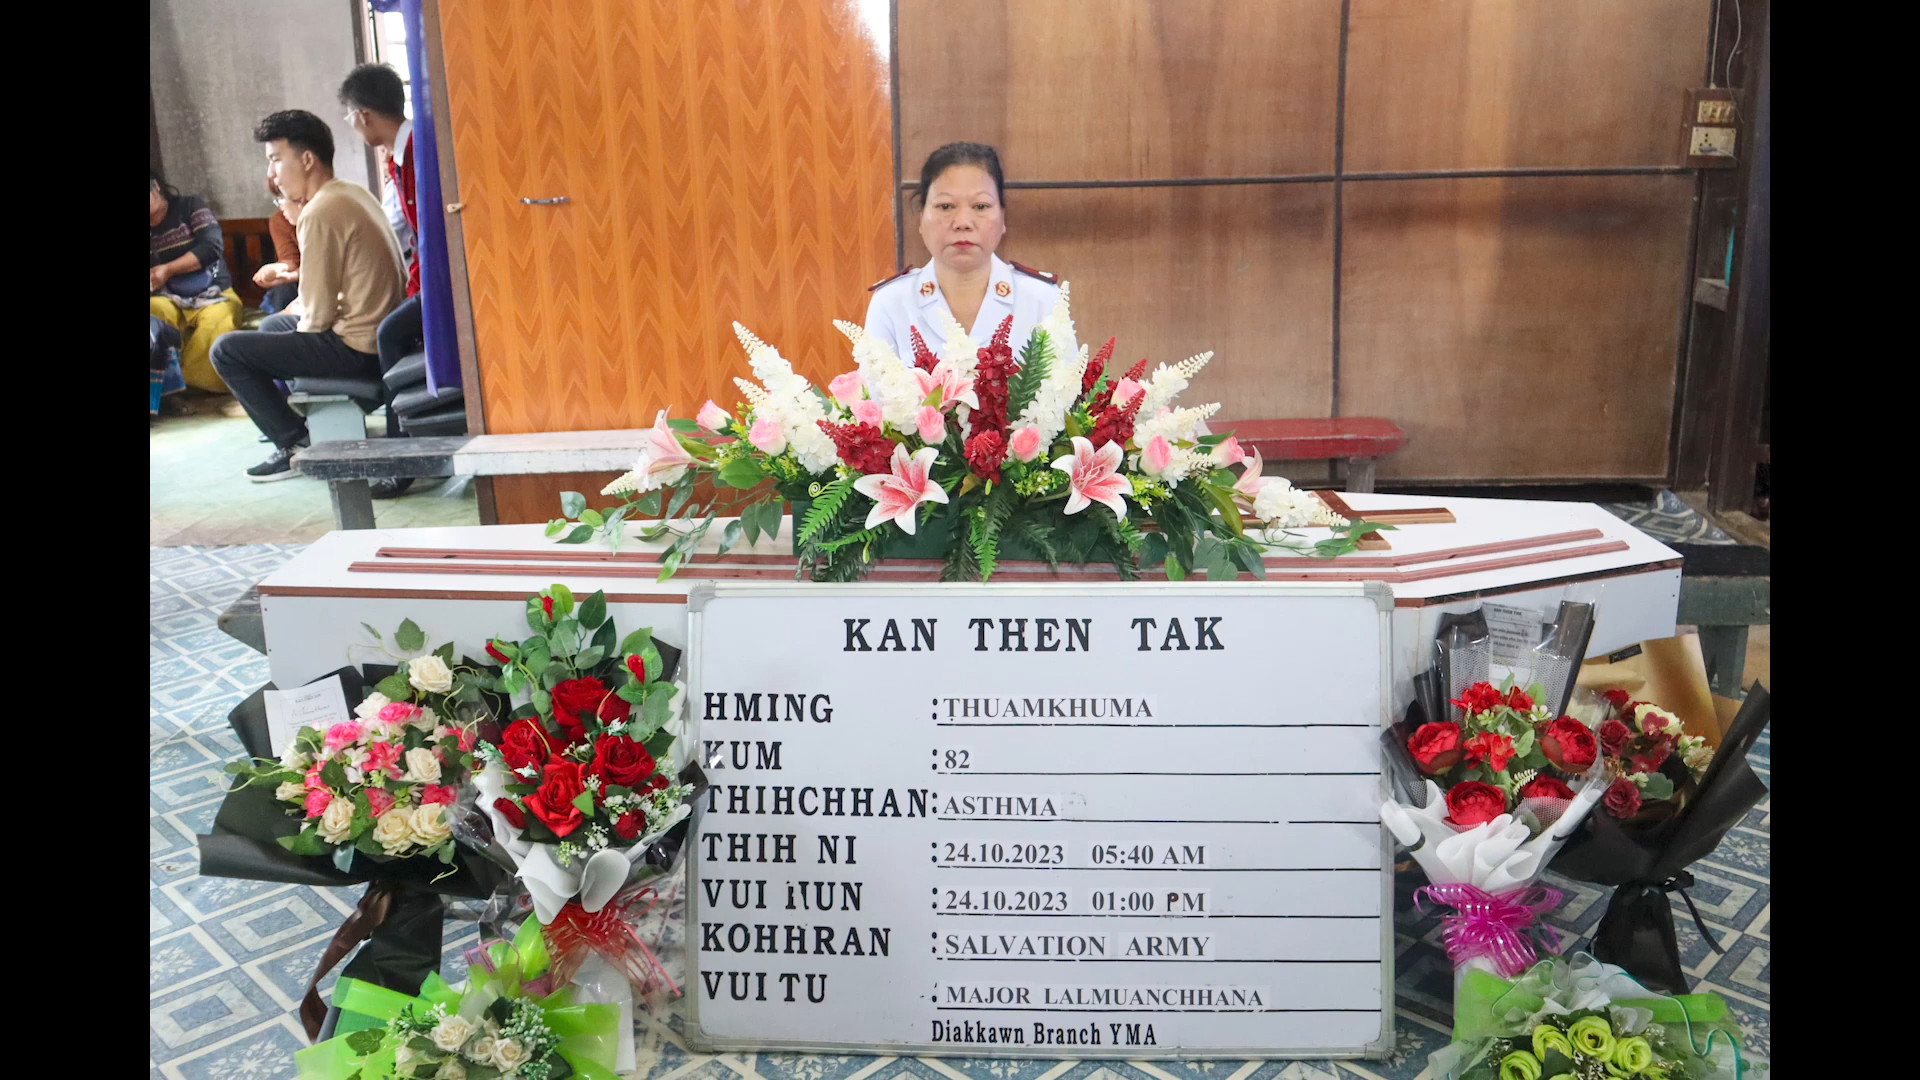 KAN THEN TAK
HMING : ṬHUAMKHUMA
KUM : 82
THIHCHHAN : ASTHMA
THIH NI : 24.10.2023 05:40 AM
VUI HUN : 24.10.2023 01:00 PM
KOHHRAN : SALVATION ARMY
VUI TU : MAJOR LALMUANCHHANA
Diakkawn Branch YMA